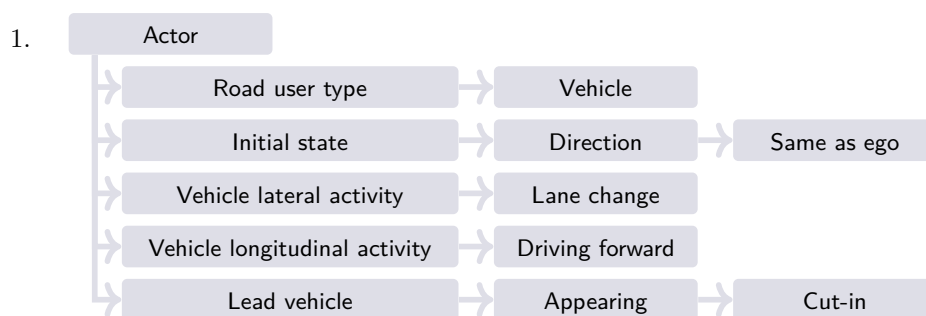 1. Actor
Road user type Vehicle
Initial state Direction Same as ego
Vehicle lateral activity Lane change
Vehicle longitudinal activity Driving forward
Lead vehicle Appearing Cut-in